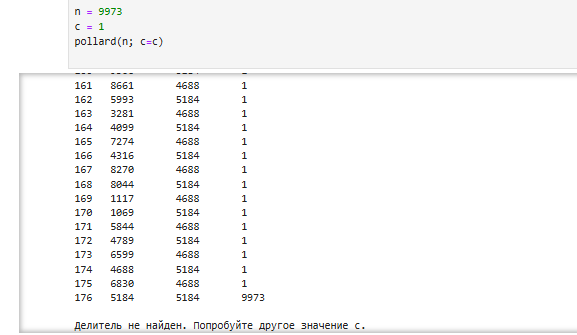 n = 9973
c = 1
pollard(n; c=c)
161 8661 4688 1
162 5993 5184 1
163 3281 4688 1
164 4099 5184 1
165 7274 4688 1
166 4316 5184 1
167 8270 4688 1
168 8044 5184 1
169 1117 4688 1
170 1069 5184 1
171 5844 4688 1
172 4789 5184 1
173 6599 4688 1
174 4688 5184 1
175 6830 4688 1
176 5184 5184 9973
Делитель не найден. Попробуйте другое значение c.